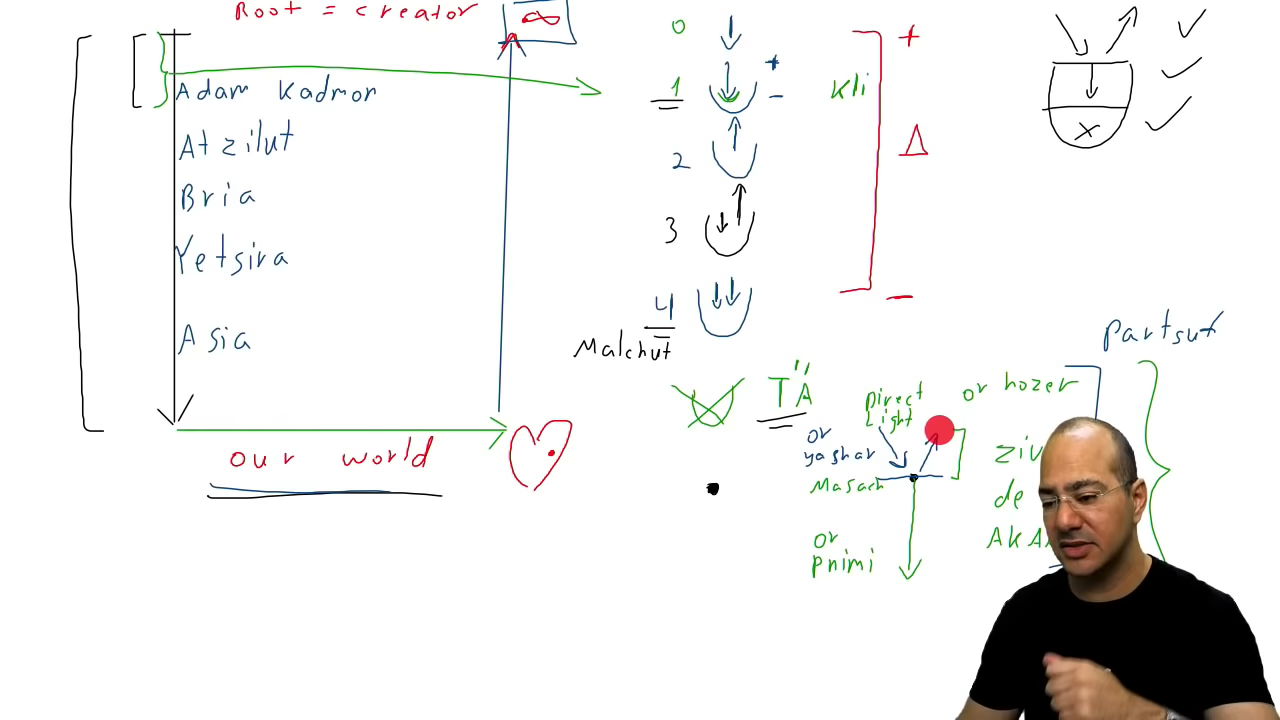 Root = creator
∞
Adam Kadmon
Atzilut
Bria
Yetsira
Asia
our world
0
1
+
-
2
3
4
Malchut
Kli
+
Δ
-
X
T"A
Direct
Light
or hozer
or
yashar
Masach
or
pnimi
de
Partsuf